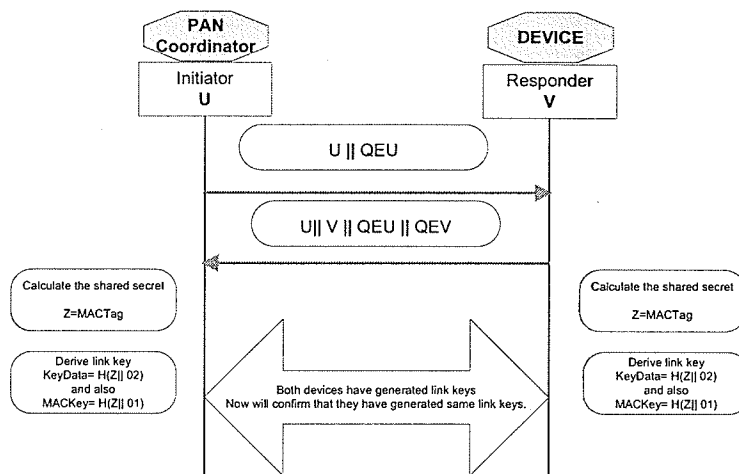 PAN
Coordinator
DEVICE
Initiator
U
Responder
V
U || QEU
U|| V || QEU || QEV
Calculate the shared secret
Z=MACTag
Calculate the shared secret
Z=MACTag
Derive link key
KeyData= H(Z|| 02)
and also
MACKey= H(Z|| 01)
Both devices have generated link keys
Now will confirm that they have generated same link keys.
Derive link key
KeyData= H(Z|| 02)
and also
MACKey= H(Z|| 01)